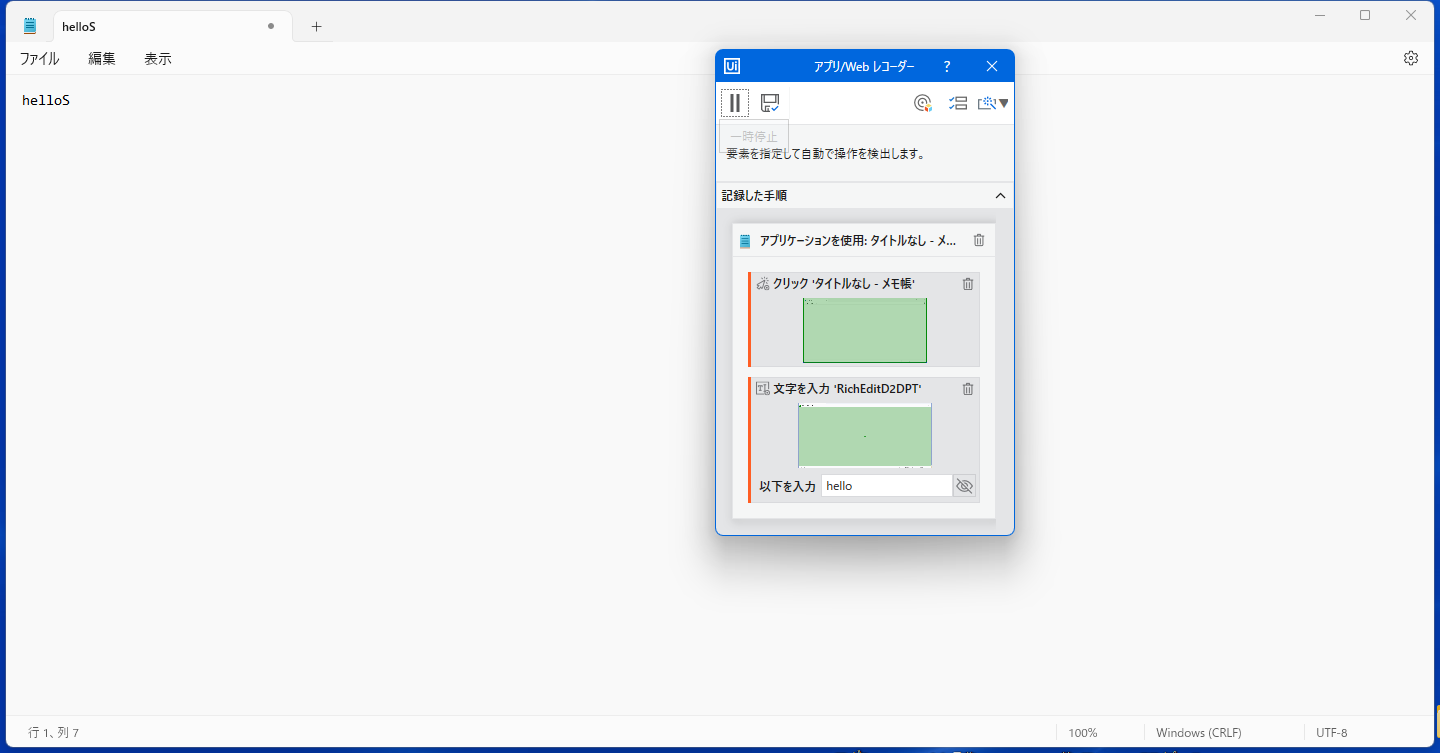 helloS
ファイル 編集 表示
helloS
Ui アプリ/Web レコーダー ?
一時停止
要素を指定して自動で操作を検出します。
記録した手順
アプリケーションを使用: タイトルなし - メ...
クリック 'タイトルなし - メモ帳'
文字を入力 'RichEditD2DPT'
以下を入力 hello
行 1、列 7 100% Windows (CRLF) UTF-8